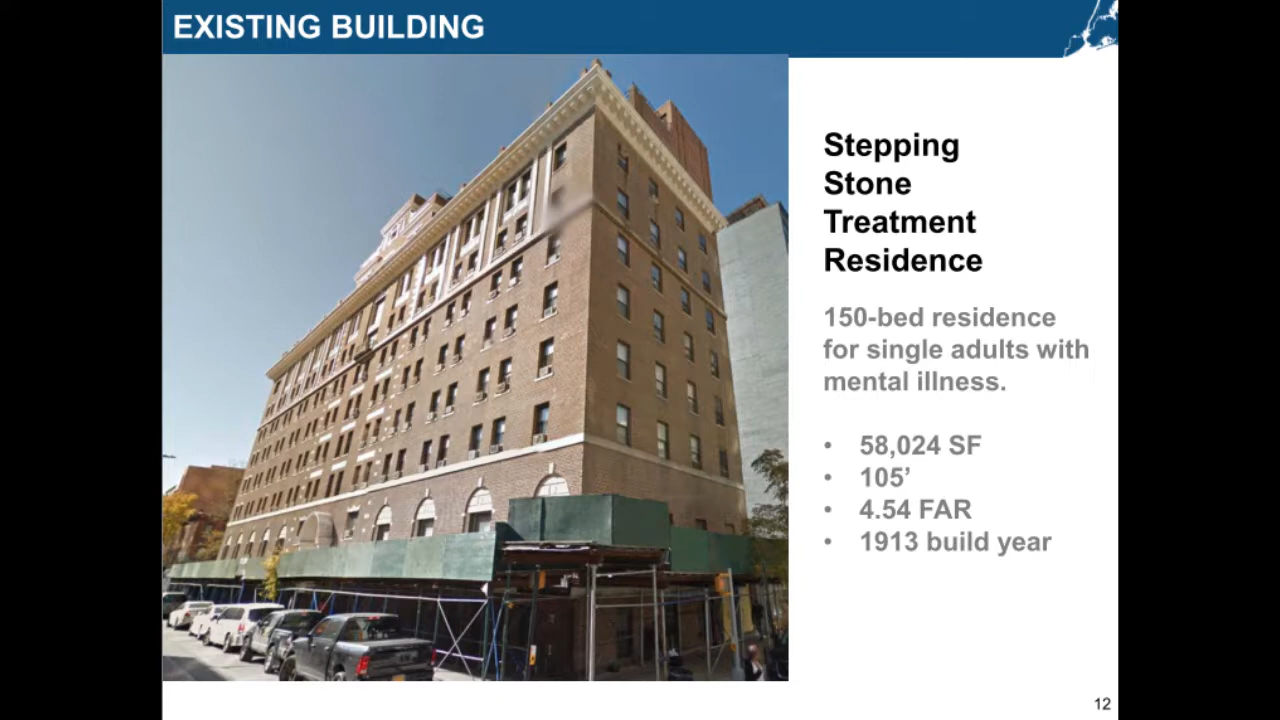 EXISTING BUILDING
Stepping
Stone
Treatment
Residence
150-bed residence
for single adults with
mental illness.
• 58,024 SF
• 105’
• 4.54 FAR
• 1913 build year
12